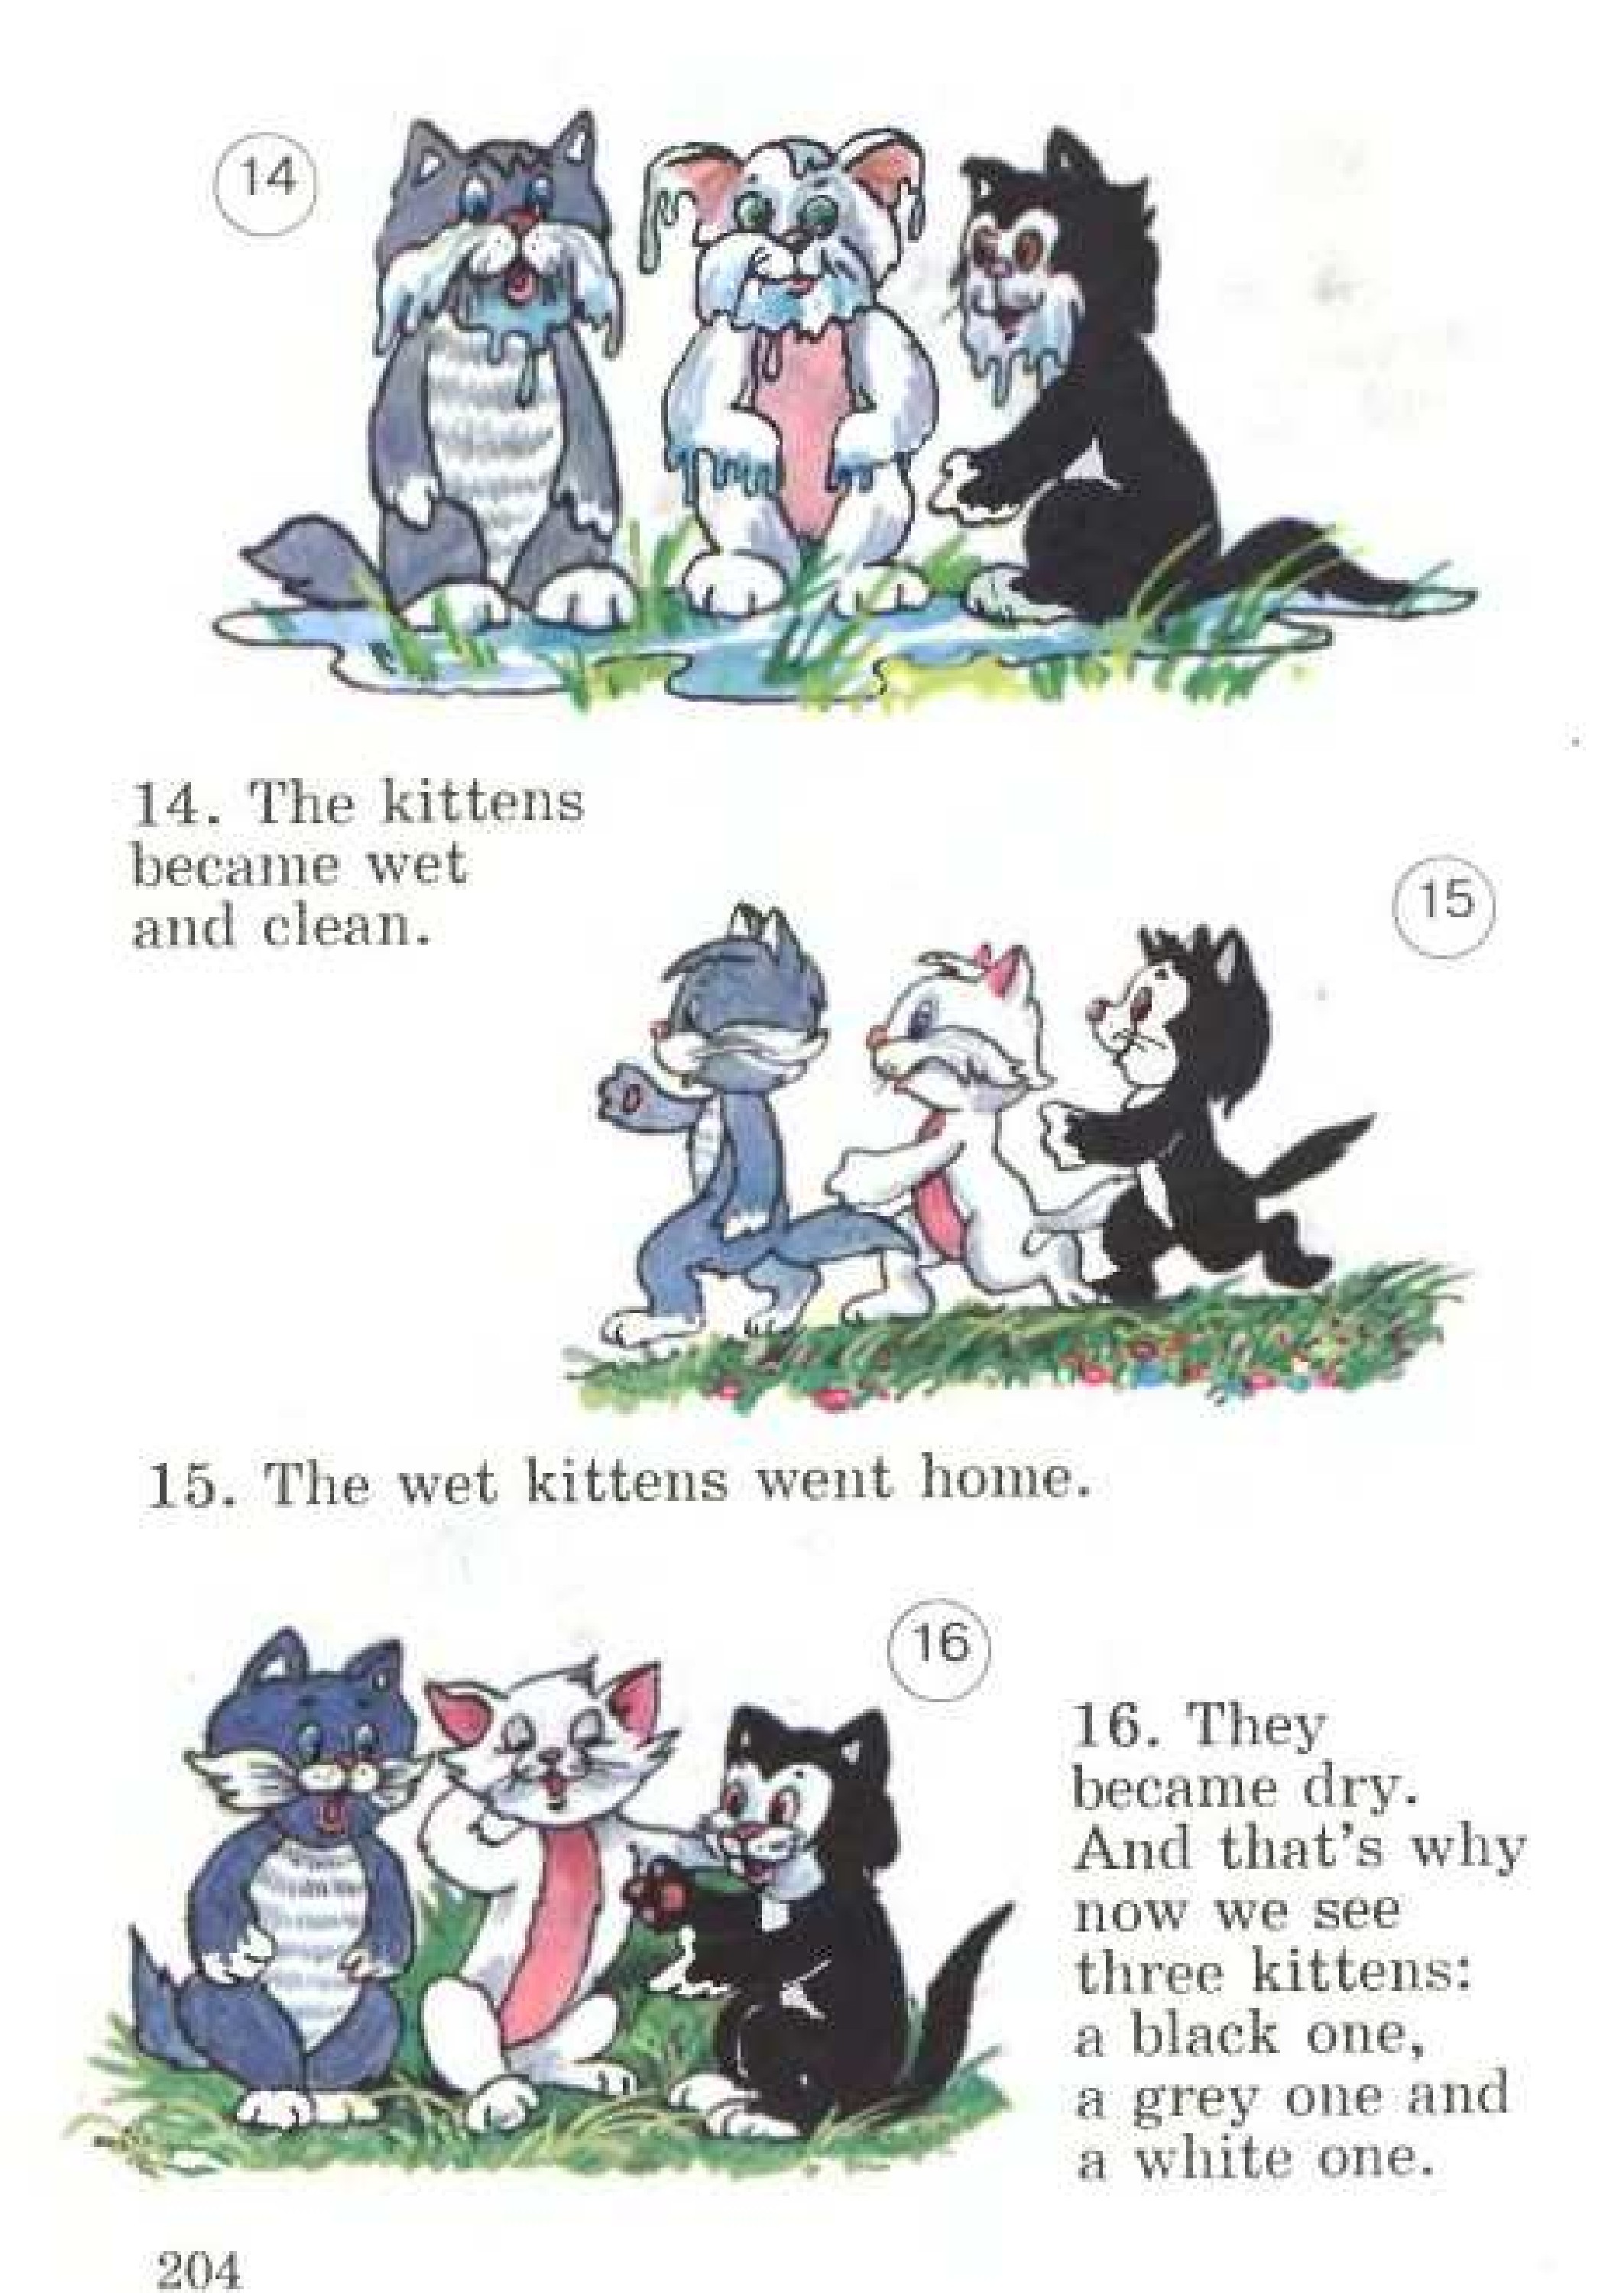 14
14. The kittens
became wet
and clean.
15
15. The wet kittens went home.
16
16. They
became dry.
And that's why
now we see
three kittens:
a black one,
a grey one and
a white one.
204